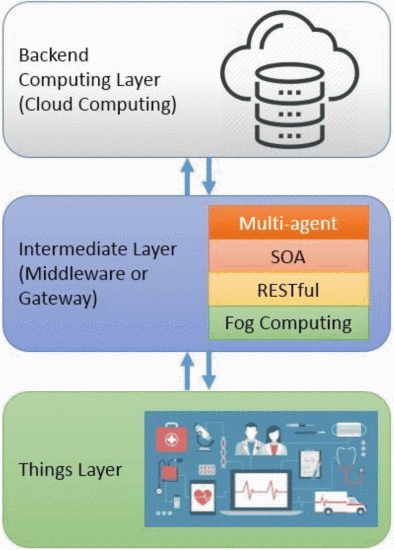 Backend
Computing Layer
(Cloud Computing)
Intermediate Layer
(Middleware or
Gateway)
Multi-agent
SOA
RESTful
Fog Computing
Things Layer